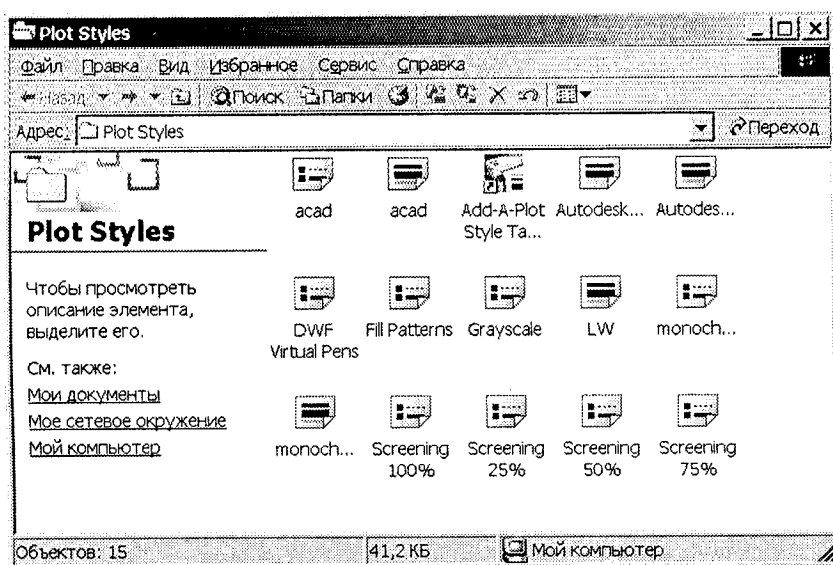 Plot Styles
Файл Правка Вид Избранное Сервис Справка
Назад Поиск Папки
Адрес: Plot Styles Переход
Plot Styles
Чтобы просмотреть
описание элемента,
выделите его.
См. также:
Мои документы
Мое сетевое окружение
Мой компьютер
acad acad Add-A-Plot Style Ta... Autodesk... Autodes...
DWF Virtual Pens Fill Patterns Grayscale LW monoch...
monoch... Screening 100% Screening 25% Screening 50% Screening 75%
Объектов: 15 41,2 КБ Мой компьютер